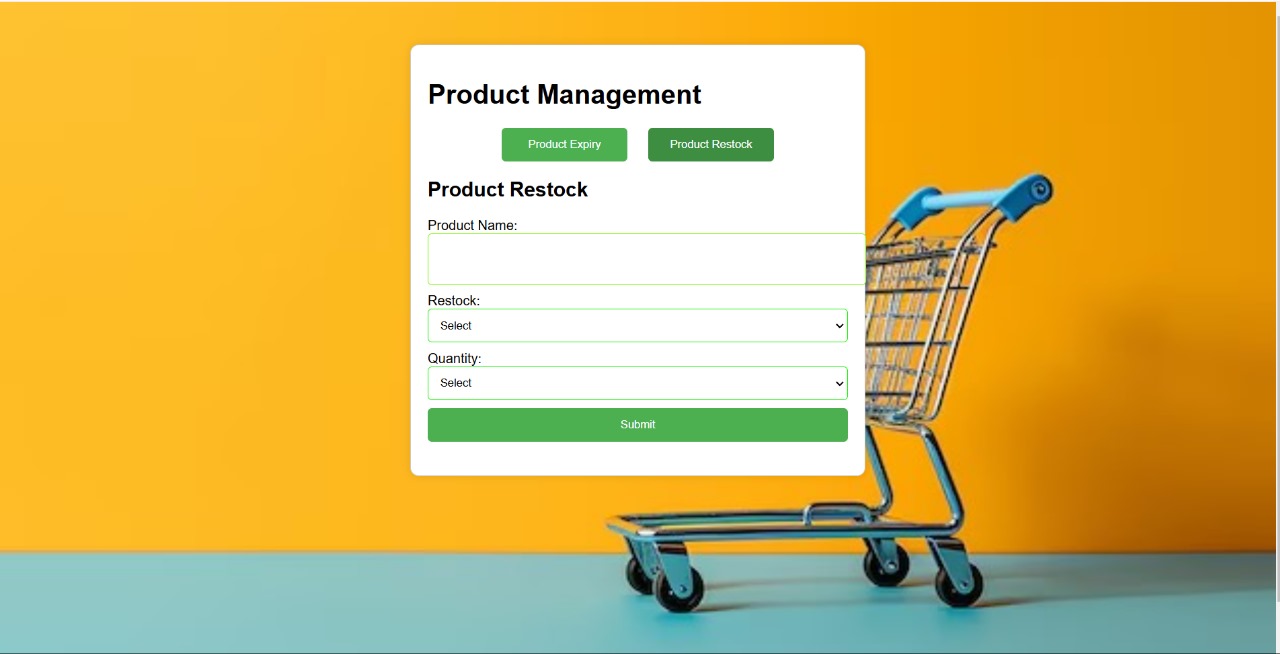 Product Management
Product Expiry Product Restock
Product Restock
Product Name:
Restock:
Select
Quantity:
Select
Submit